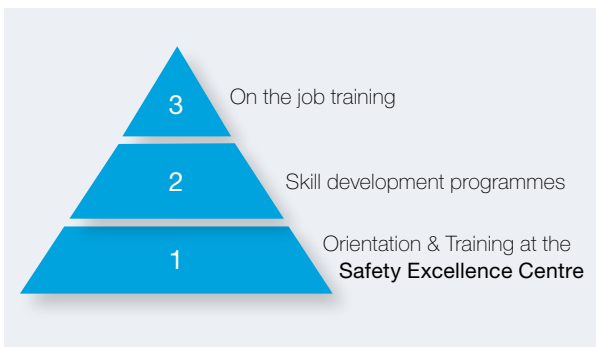 3
On the job training
2
Skill development programmes
1
Orientation & Training at the
Safety Excellence Centre